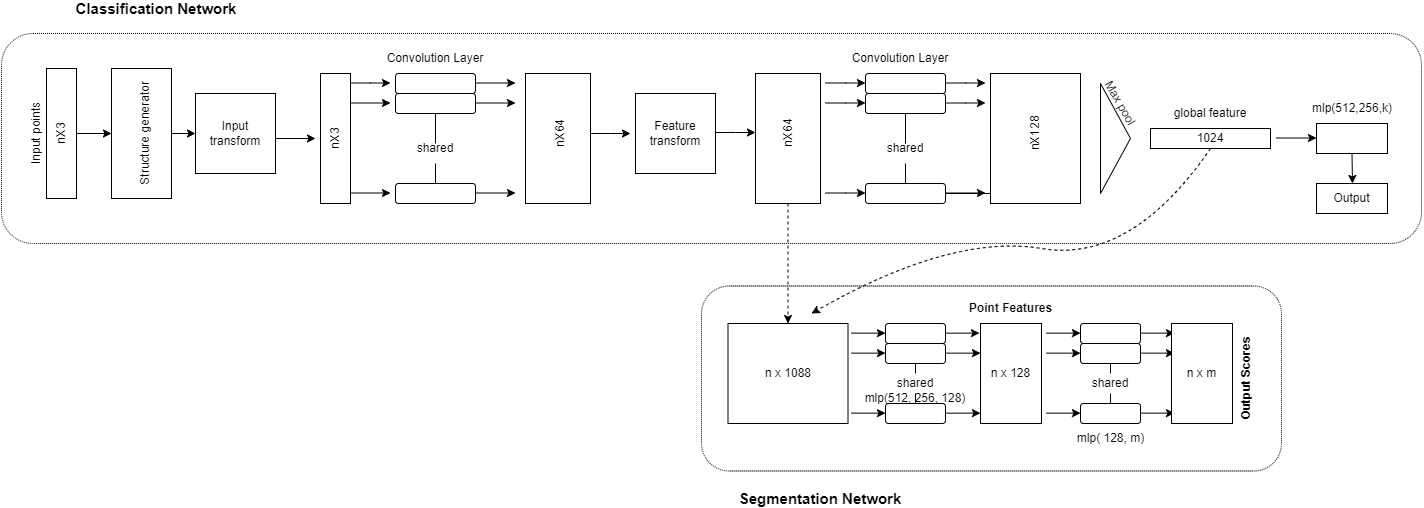 Classification Network
Input points
nX3
Structure generator
Input
transform
nX3
Convolution Layer
shared
nX64
Feature
transform
nX64
Convolution Layer
shared
nX128
Max pool
global feature
1024
mlp(512,256,k)
Output
Point Features
n x 1088
shared
mlp(512, 256, 128)
n x 128
shared
mlp( 128, m)
n x m
Output Scores
Segmentation Network